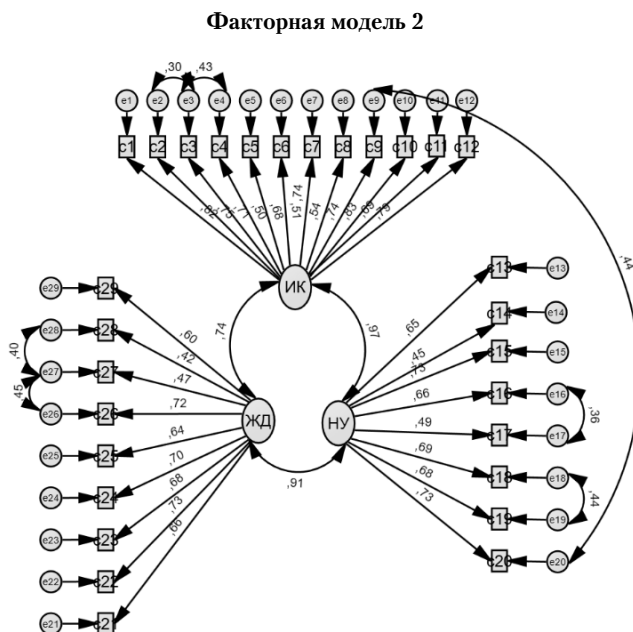 Факторная модель 2
,30 ,43
e1 e2 e3 e4 e5 e6 e7 e8 e9 e10 e11 e12
c1 c2 c3 c4 c5 c6 c7 c8 c9 c10 c11 c12
,82 ,75 ,71 ,50 ,68 ,51 ,74 ,54 ,74 ,83 ,69 ,79
ИК
,74 ,97
,44
c13 e13
,65
c14 e14
,45
c15 e15
,73
c16 e16
,66
,36
c17 e17
,49
c18 e18
,69
,44
c19 e19
,68
c20 e20
,73
НУ
,91
ЖД
e29 c29
,60
e28 c28
,42
,40
e27 c27
,47
,45
e26 c26
,72
e25 c25
,64
e24 c24
,70
e23 c23
,68
e22 c22
,73
e21 c21
,66